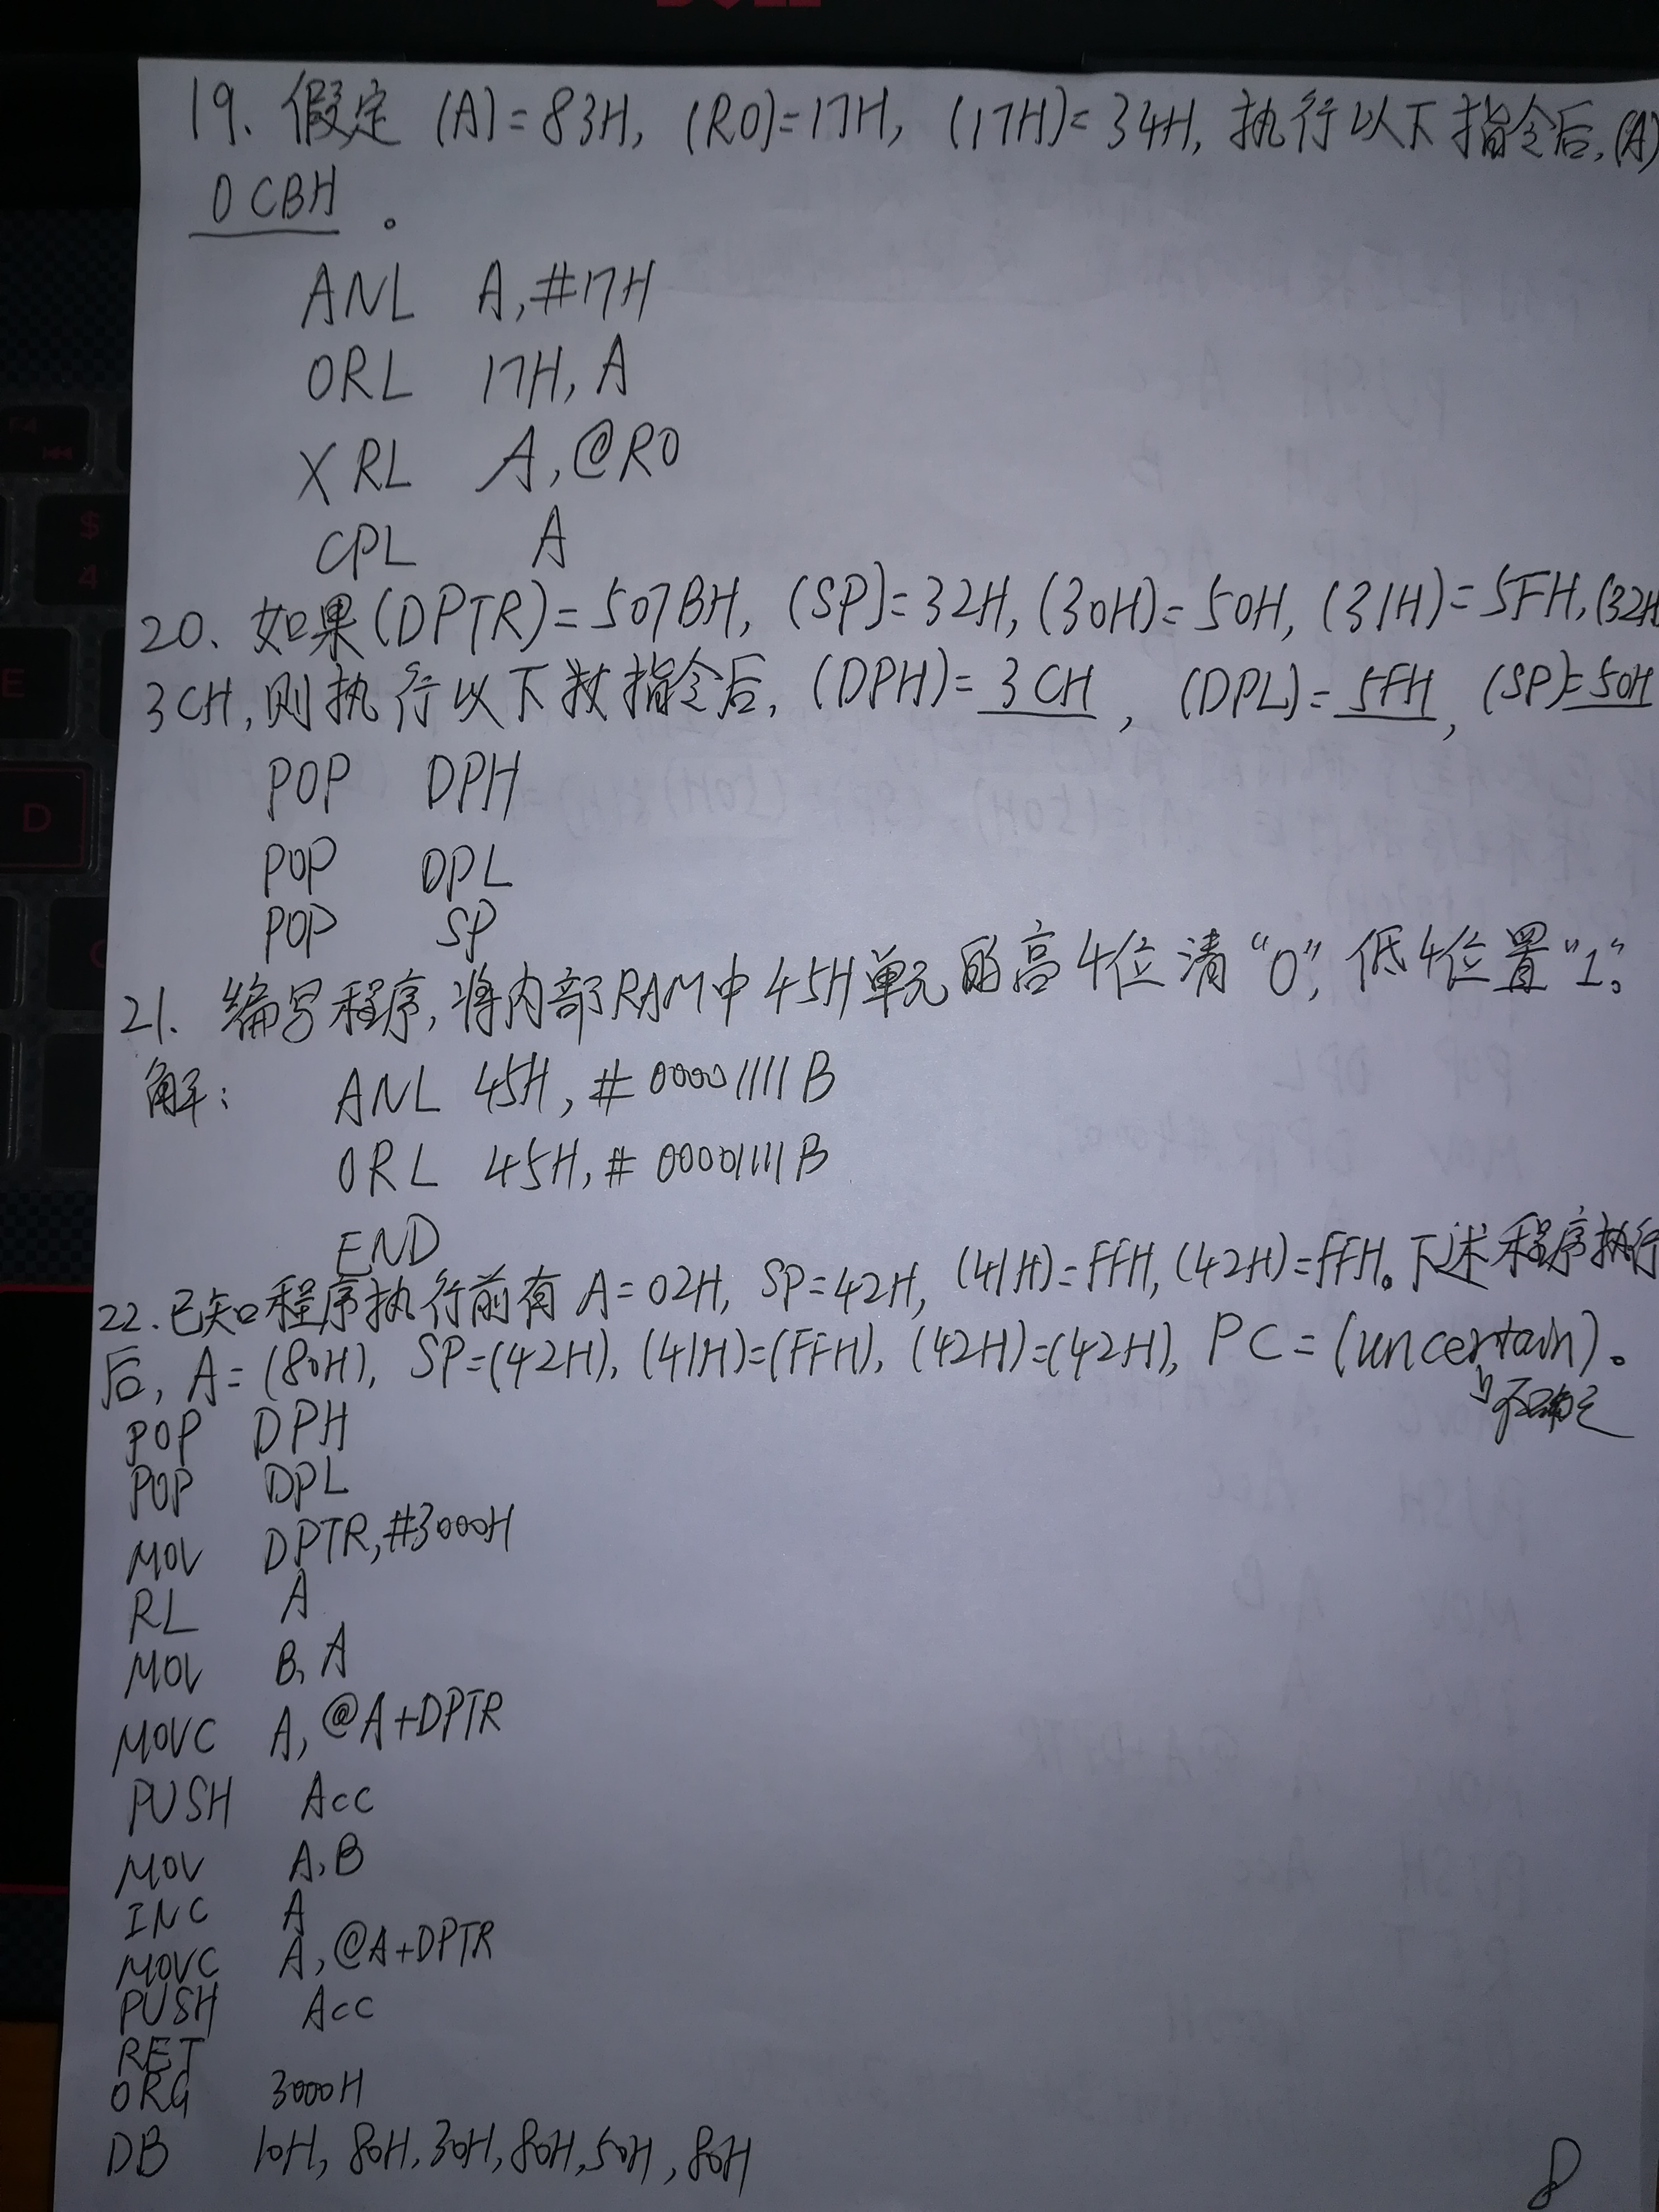 19. 假定 (A)=83H, (R0)=17H, (17H)=34H, 执行以下指令后,(A)
0CBH 。
ANL A,#17H
ORL 17H, A
XRL A,@R0
CPL A
20. 如果(DPTR)=507BH, (SP)=32H, (30H)=50H, (31H)=5FH, (32H
3CH, 则执行以下指令后, (DPH)=3CH, (DPL)=5FH, (SP)=50H
POP DPH
POP DPL
POP SP
21. 编写程序,将内部RAM中45H单元的高4位清“0”, 低4位置“1”。
解: ANL 45H, #00001111B
ORL 45H, #00001111B
END
22. 已知程序执行前有 A=02H, SP=42H, (41H)=FFH, (42H)=FFH。下述程序执行
后, A=(80H), SP=(42H), (41H)=(FFH), (42H)=(42H), PC=(uncertain)。
不确定
POP DPH
POP DPL
MOV DPTR,#3000H
RL A
MOV B, A
MOVC A, @A+DPTR
PUSH Acc
MOV A, B
INC A
MOVC A, @A+DPTR
PUSH Acc
RET
ORG 3000H
DB 10H, 80H, 30H, 80H, 50H, 80H
8